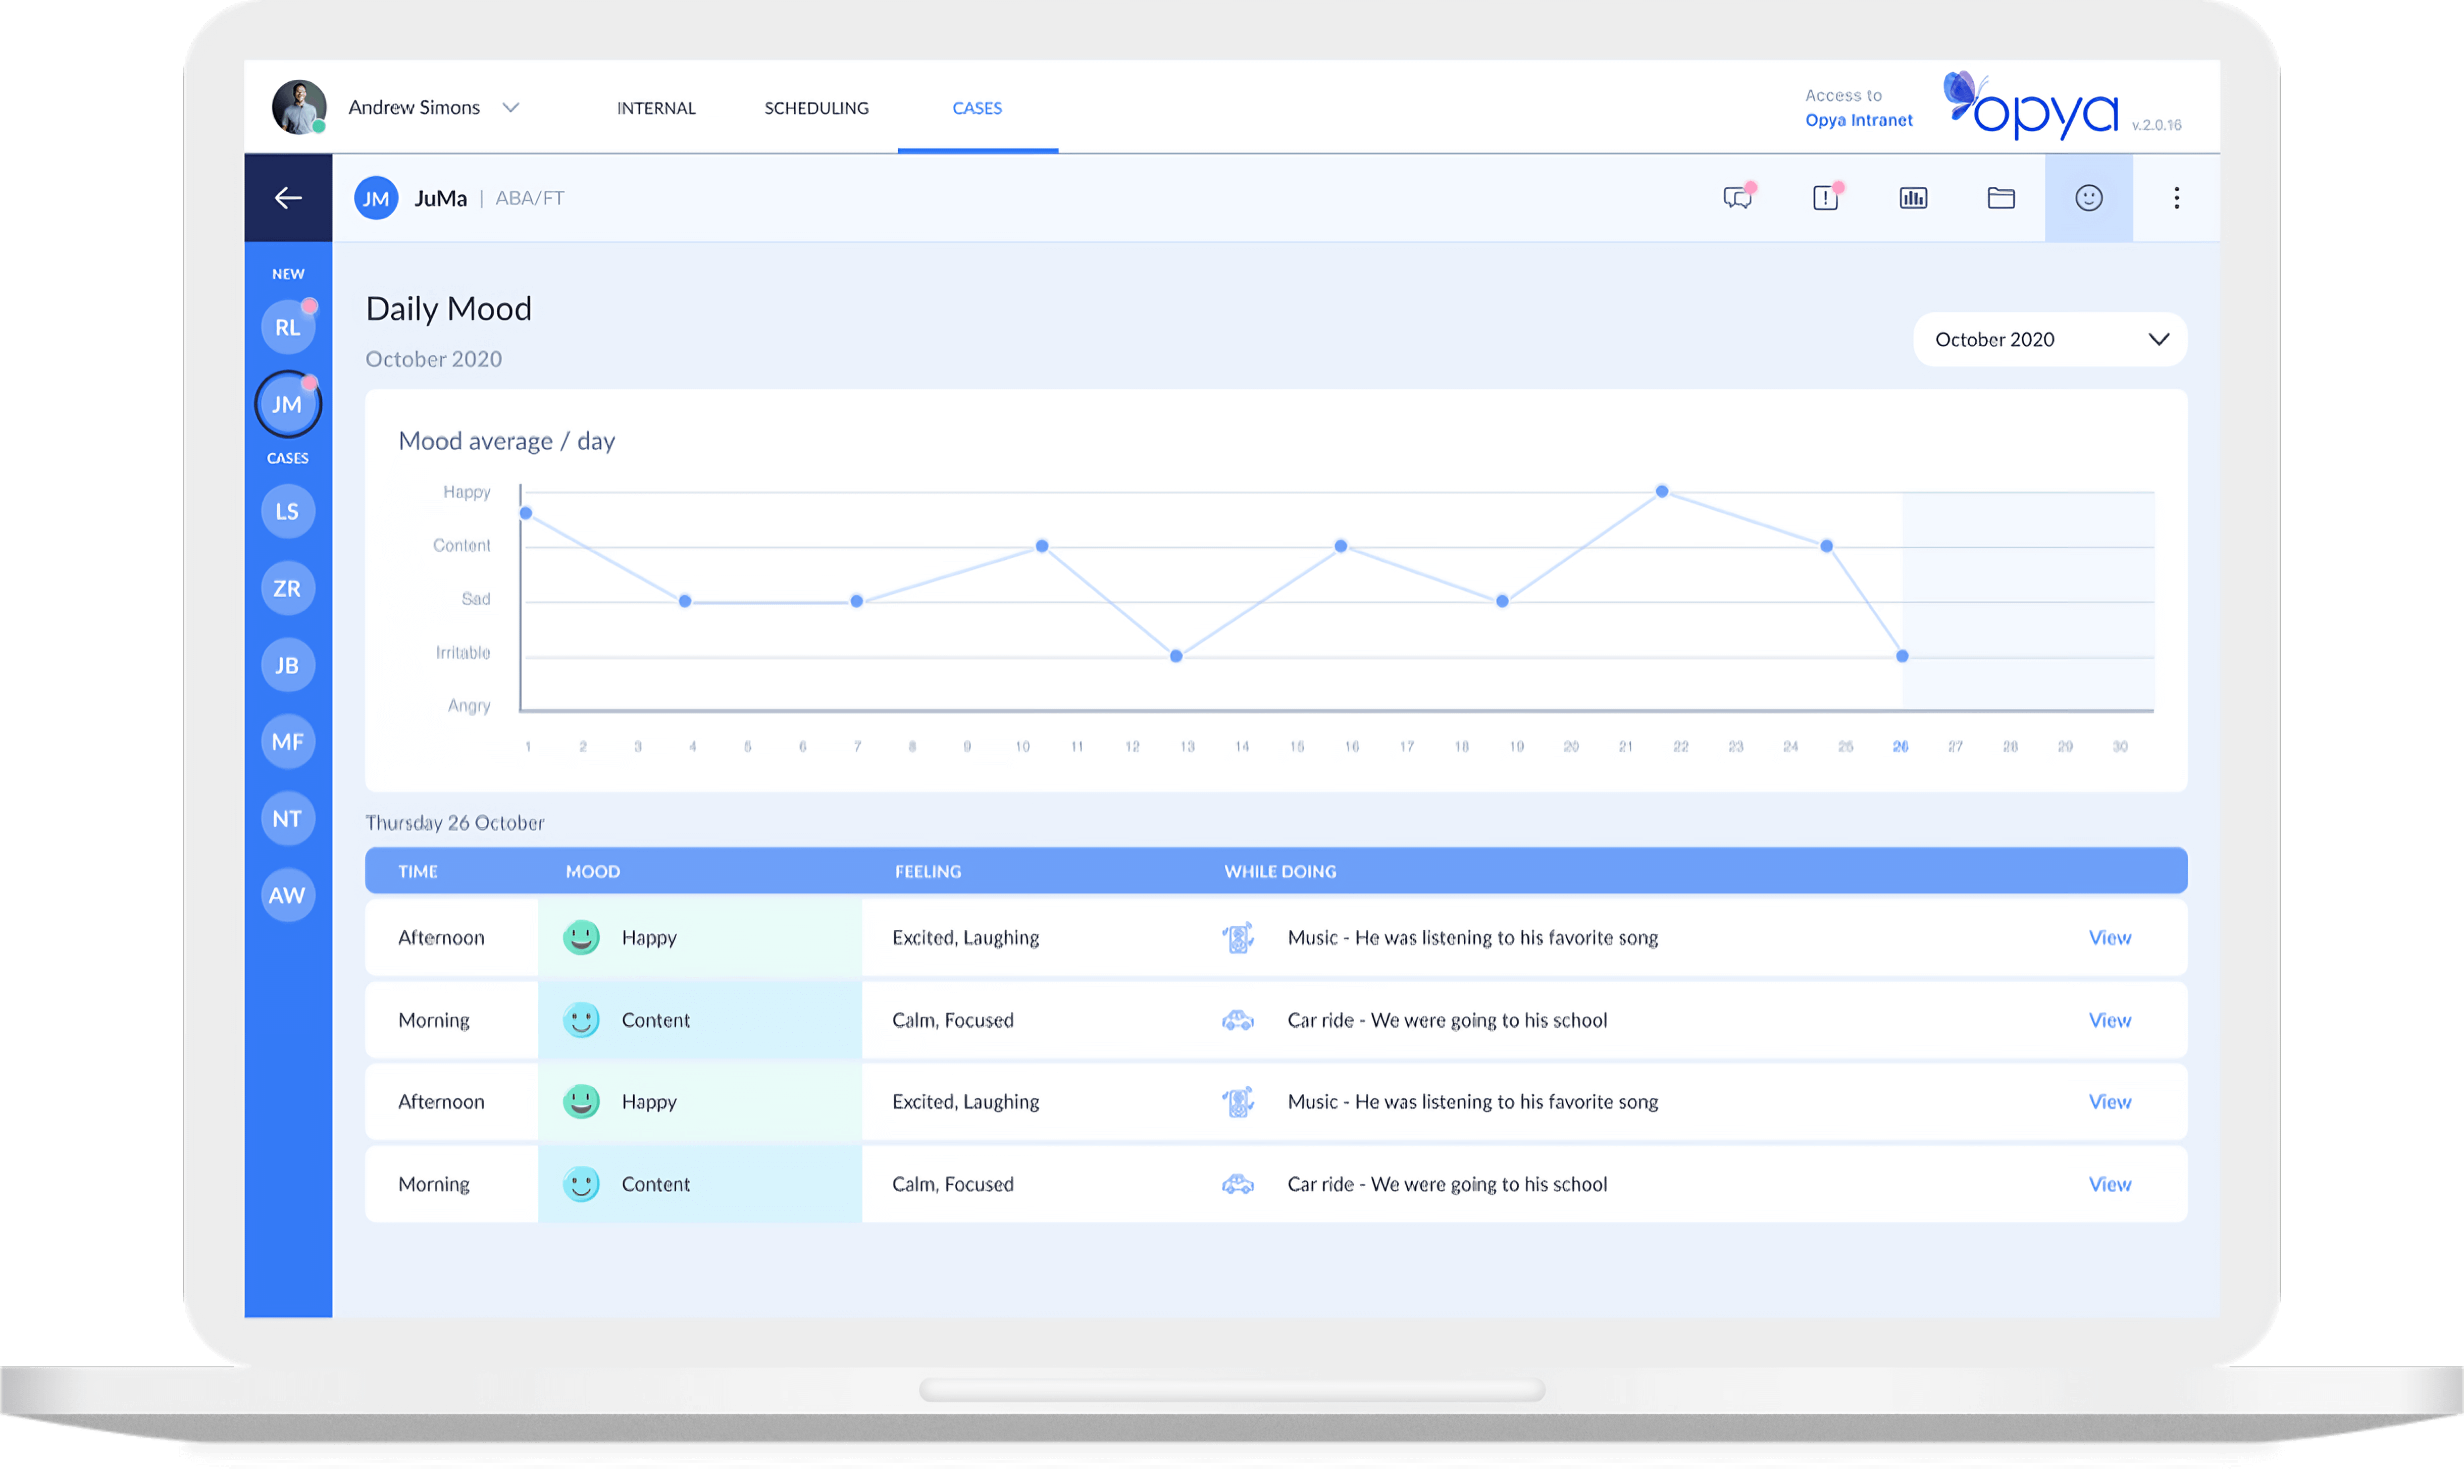 Andrew Simons
INTERNAL
SCHEDULING
CASES
Access to
Opya Intranet
opya
v.2.0.16
JM
JuMa | ABA/FT
NEW
RL
JM
CASES
LS
ZR
JB
MF
NT
AW
Daily Mood
October 2020
October 2020
Mood average / day
Happy
Content
Sad
Irritable
Angry
1 2 3 4 5 6 7 8 9 10 11 12 13 14 15 16 17 18 19 20 21 22 23 24 25 26 27 28 29 30
Thursday 26 October
TIME MOOD FEELING WHILE DOING
Afternoon Happy Excited, Laughing Music - He was listening to his favorite song View
Morning Content Calm, Focused Car ride - We were going to his school View
Afternoon Happy Excited, Laughing Music - He was listening to his favorite song View
Morning Content Calm, Focused Car ride - We were going to his school View